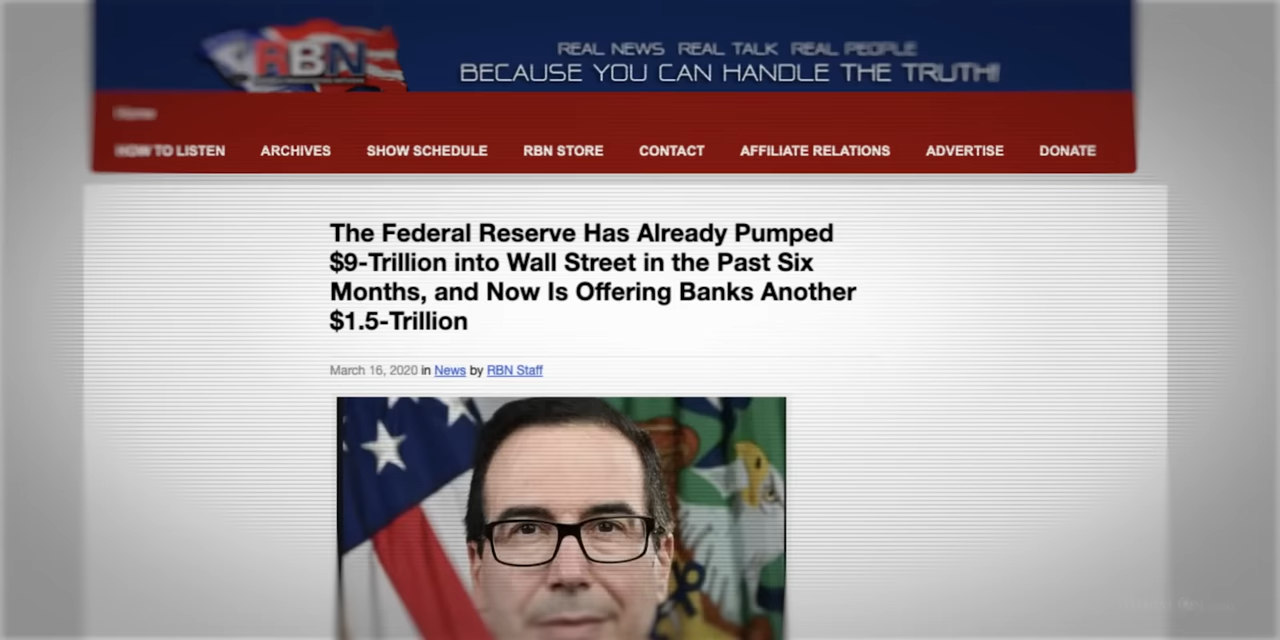 RBN
REAL NEWS REAL TALK REAL PEOPLE
BECAUSE YOU CAN HANDLE THE TRUTH!
Home
HOW TO LISTEN ARCHIVES SHOW SCHEDULE RBN STORE CONTACT AFFILIATE RELATIONS ADVERTISE DONATE
The Federal Reserve Has Already Pumped
$9-Trillion into Wall Street in the Past Six
Months, and Now Is Offering Banks Another
$1.5-Trillion
March 16, 2020 in News by RBN Staff